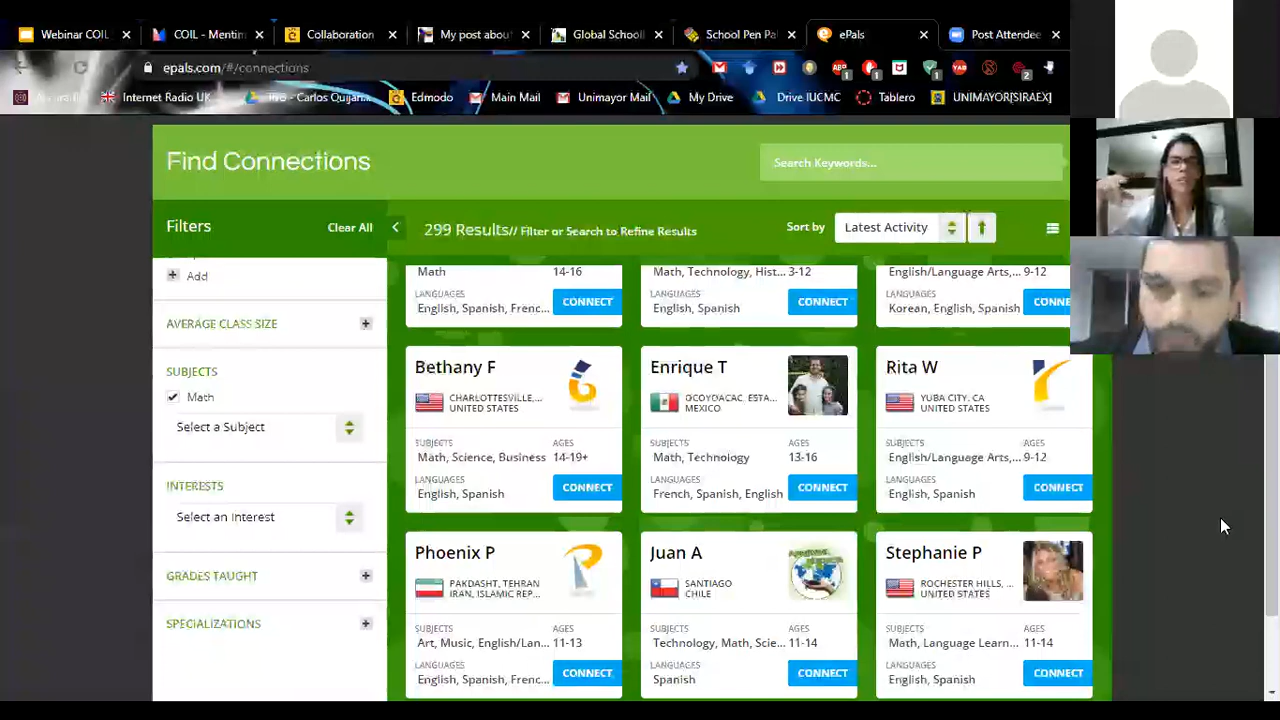 Webinar COIL
COIL - Mentin
Collaboration
My post abou
Global Schooll
School Pen Pa
ePals
Post Attendee
epals.com/#/connections
Internet Radio UK...
- Carlos Quijan...
Edmodo
Main Mail
Unimayor Mail
My Drive
Drive IUCMC
Tablero
UNIMAYOR[SIRAEX]
Find Connections
Search Keywords...
Filters
Clear All
299 Results// Filter or Search to Refine Results
Sort by
Latest Activity
Add
AVERAGE CLASS SIZE
SUBJECTS
Math
Select a Subject
INTERESTS
Select an Interest
GRADES TAUGHT
SPECIALIZATIONS
Math 14-16
LANGUAGES
English, Spanish, Frenc...
CONNECT
Math, Technology, Hist... 3-12
LANGUAGES
English, Spanish
CONNECT
English/Language Arts,... 9-12
LANGUAGES
Korean, English, Spanish
CONNE
Bethany F
CHARLOTTESVILLE,...
UNITED STATES
SUBJECTS AGES
Math, Science, Business 14-19+
LANGUAGES
English, Spanish
CONNECT
Enrique T
OCOYOACAC, ESTA...
MEXICO
SUBJECTS AGES
Math, Technology 13-16
LANGUAGES
French, Spanish, English
CONNECT
Rita W
YUBA CITY, CA
UNITED STATES
SUBJECTS AGES
English/Language Arts,... 9-12
LANGUAGES
English, Spanish
CONNECT
Phoenix P
PAKDASHT, TEHRAN
IRAN, ISLAMIC REP...
SUBJECTS AGES
Art, Music, English/Lan... 11-13
LANGUAGES
English, Spanish, Frenc...
CONNECT
Juan A
SANTIAGO
CHILE
SUBJECTS AGES
Technology, Math, Scie... 11-14
LANGUAGES
Spanish
CONNECT
Stephanie P
ROCHESTER HILLS, ...
UNITED STATES
SUBJECTS AGES
Math, Language Learn... 11-14
LANGUAGES
English, Spanish
CONNECT